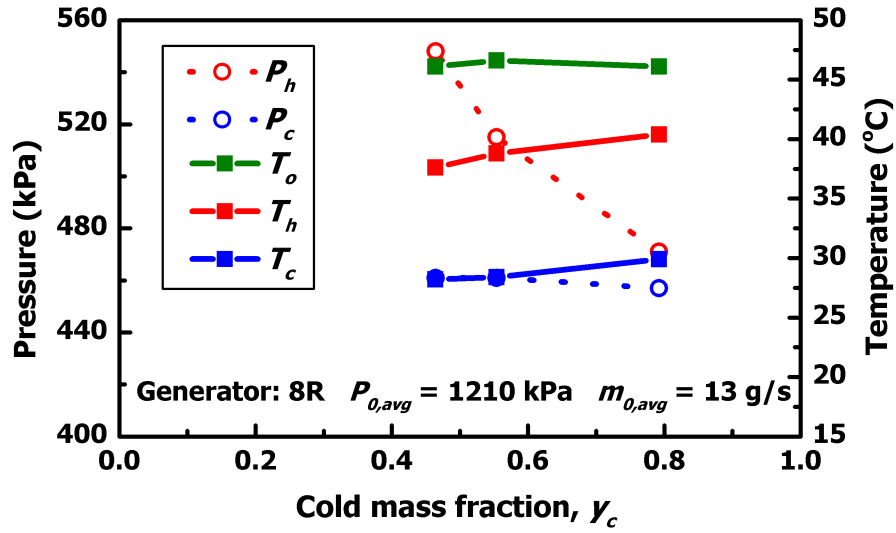 560
520
480
440
400
Pressure (kPa)
P_h
P_c
T_o
T_h
T_c
Generator: 8R P_0,avg = 1210 kPa m_0,avg = 13 g/s
0.0 0.2 0.4 0.6 0.8 1.0
Cold mass fraction, y_c
50
45
40
35
30
25
20
15
Temperature (°C)